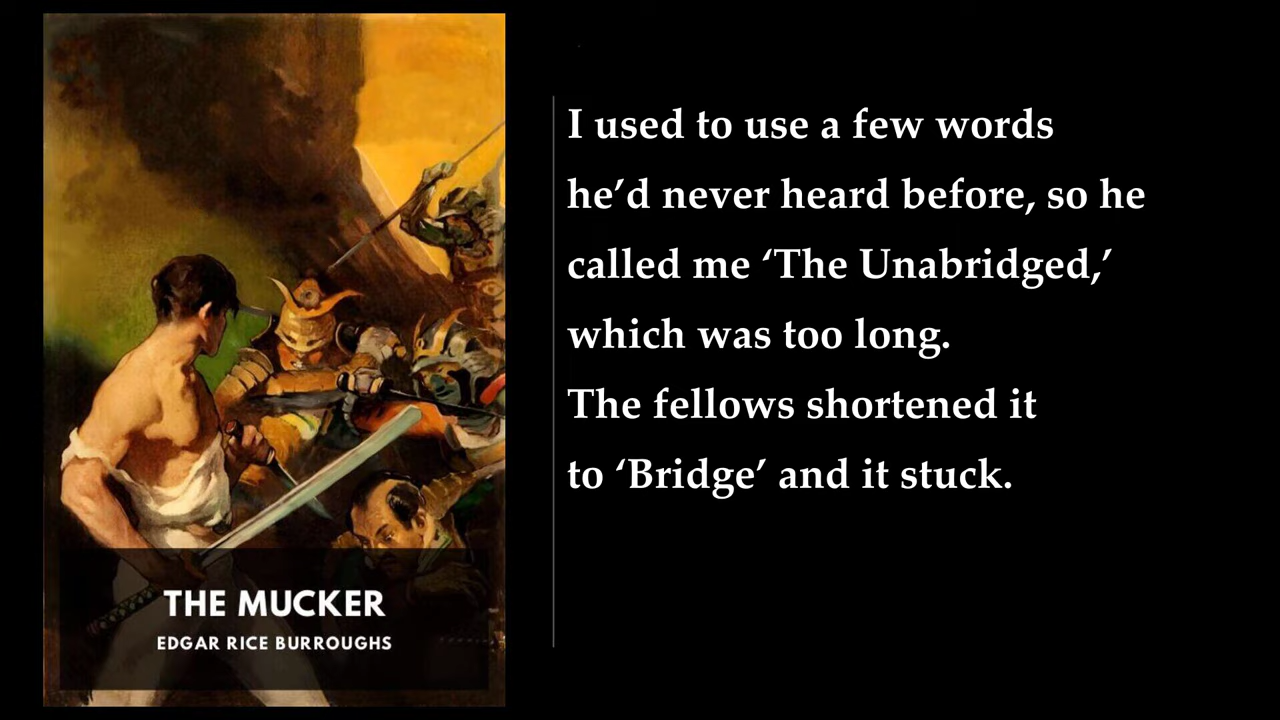 THE MUCKER
EDGAR RICE BURROUGHS
I used to use a few words
he’d never heard before, so he
called me ‘The Unabridged,’
which was too long.
The fellows shortened it
to ‘Bridge’ and it stuck.